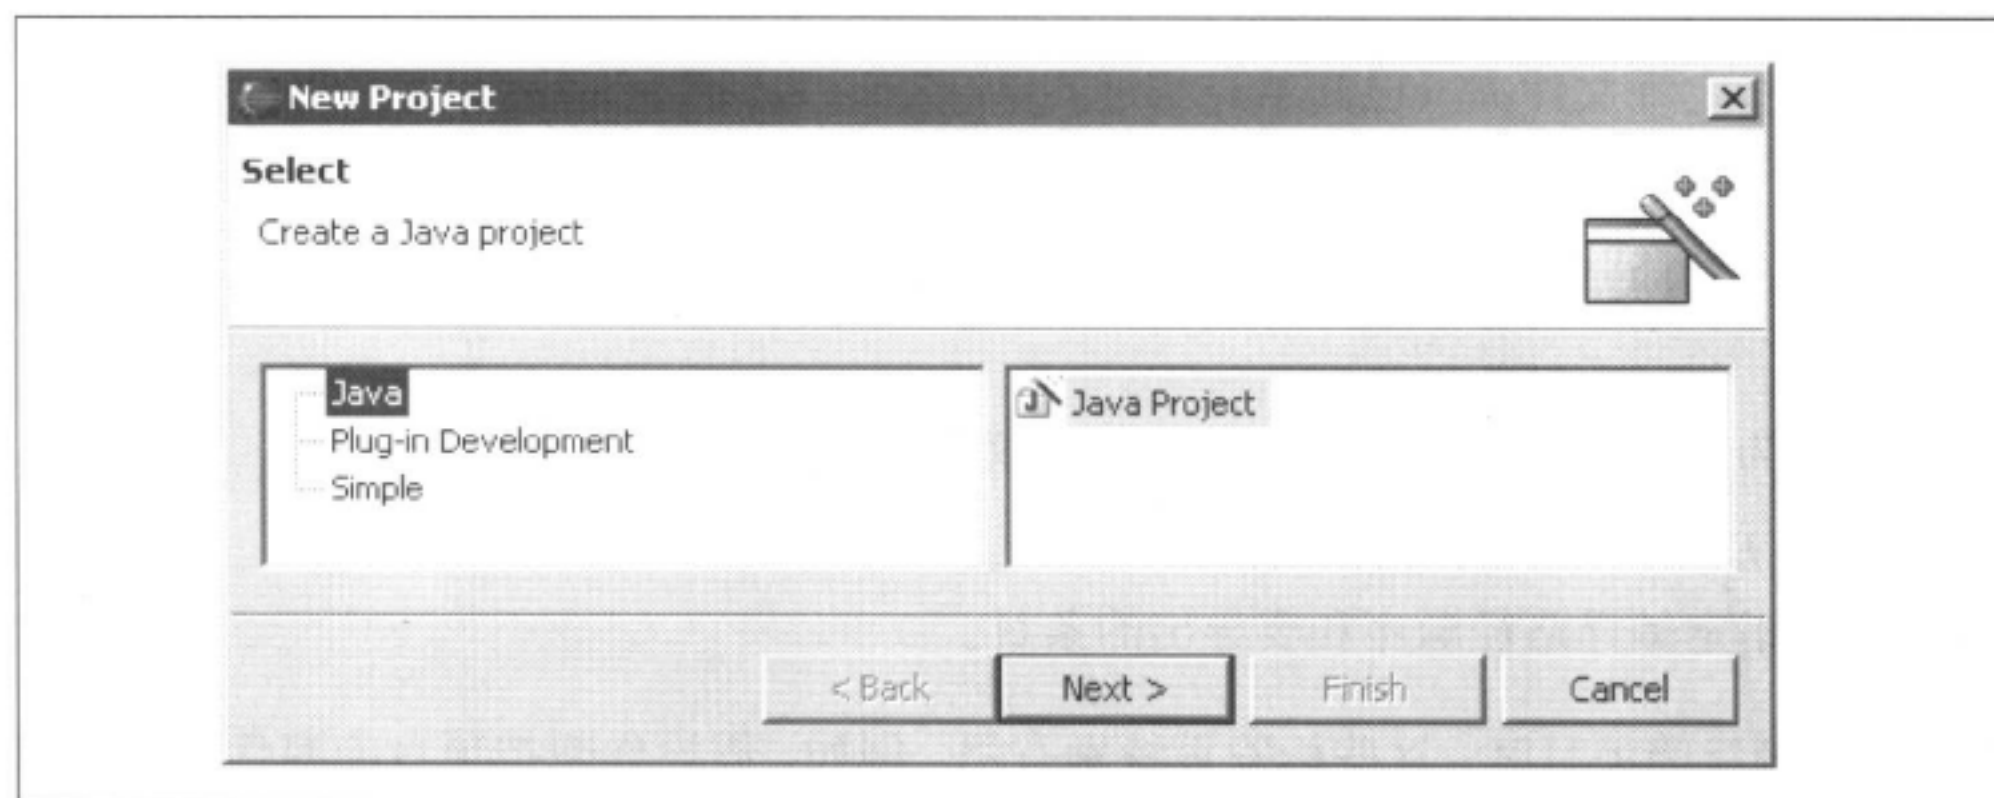 New Project
Select
Create a Java project
Java
Plug-in Development
Simple
Java Project
< Back
Next >
Finish
Cancel